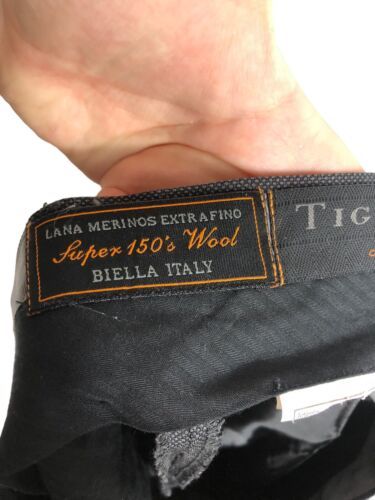 LANA MERINOS EXTRAFINO
Super 150's Wool
BIELLA ITALY
TIG